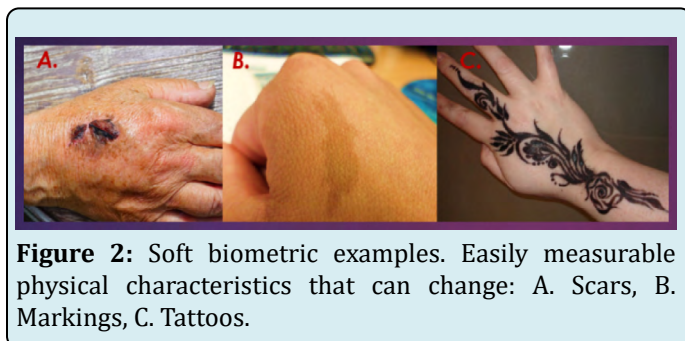 A. B. C.
Figure 2: Soft biometric examples. Easily measurable
physical characteristics that can change: A. Scars, B.
Markings, C. Tattoos.